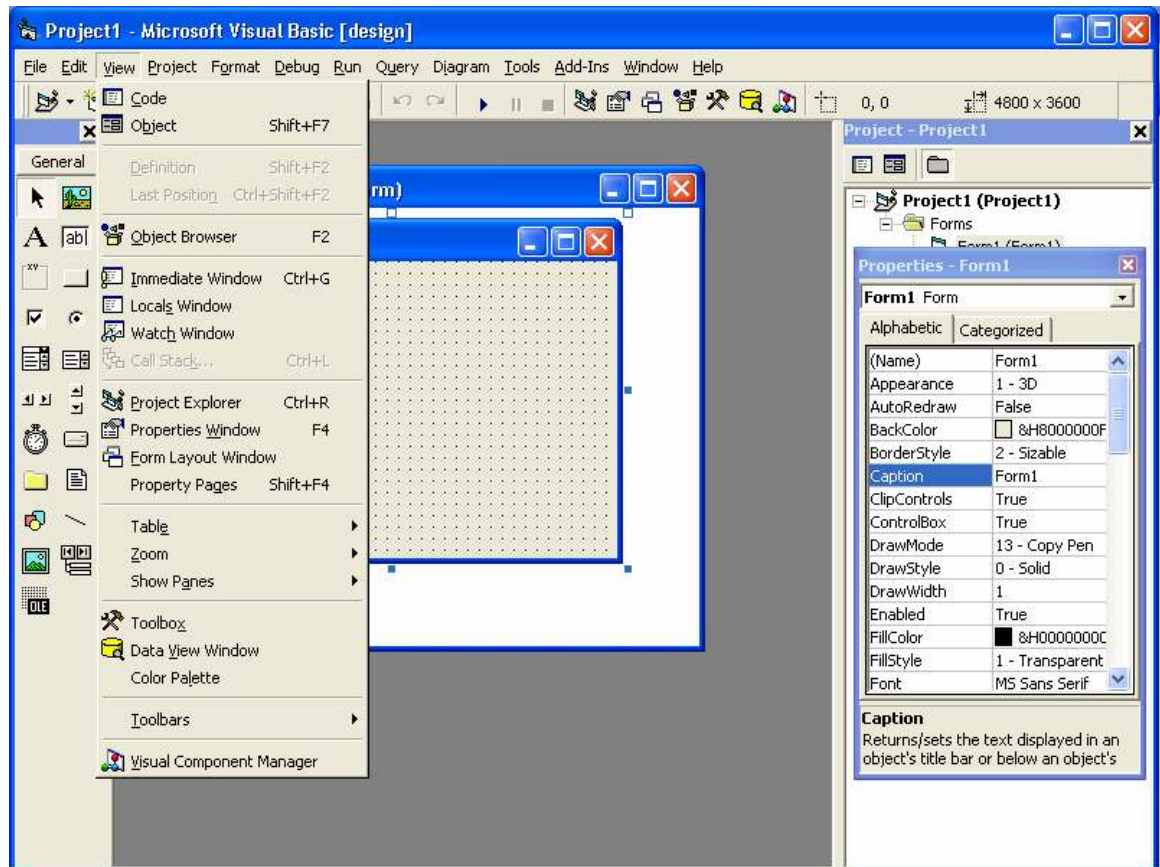 Project1 - Microsoft Visual Basic [design]
File Edit View Project Format Debug Run Query Diagram Tools Add-Ins Window Help
0, 0 4800 x 3600
General
A ab|
XY
OLE
Code
Object Shift+F7
Definition Shift+F2
Last Position Ctrl+Shift+F2
Object Browser F2
Immediate Window Ctrl+G
Locals Window
Watch Window
Call Stack... Ctrl+L
Project Explorer Ctrl+R
Properties Window F4
Form Layout Window
Property Pages Shift+F4
Table
Zoom
Show Panes
Toolbox
Data View Window
Color Palette
Toolbars
Visual Component Manager
rm)
Project - Project1
Project1 (Project1)
Forms
Form1 (Form1)
Properties - Form1
Form1 Form
Alphabetic Categorized
(Name) Form1
Appearance 1 - 3D
AutoRedraw False
BackColor &H8000000F
BorderStyle 2 - Sizable
Caption Form1
ClipControls True
ControlBox True
DrawMode 13 - Copy Pen
DrawStyle 0 - Solid
DrawWidth 1
Enabled True
FillColor &H0000000C
FillStyle 1 - Transparent
Font MS Sans Serif
Caption
Returns/sets the text displayed in an
object's title bar or below an object's